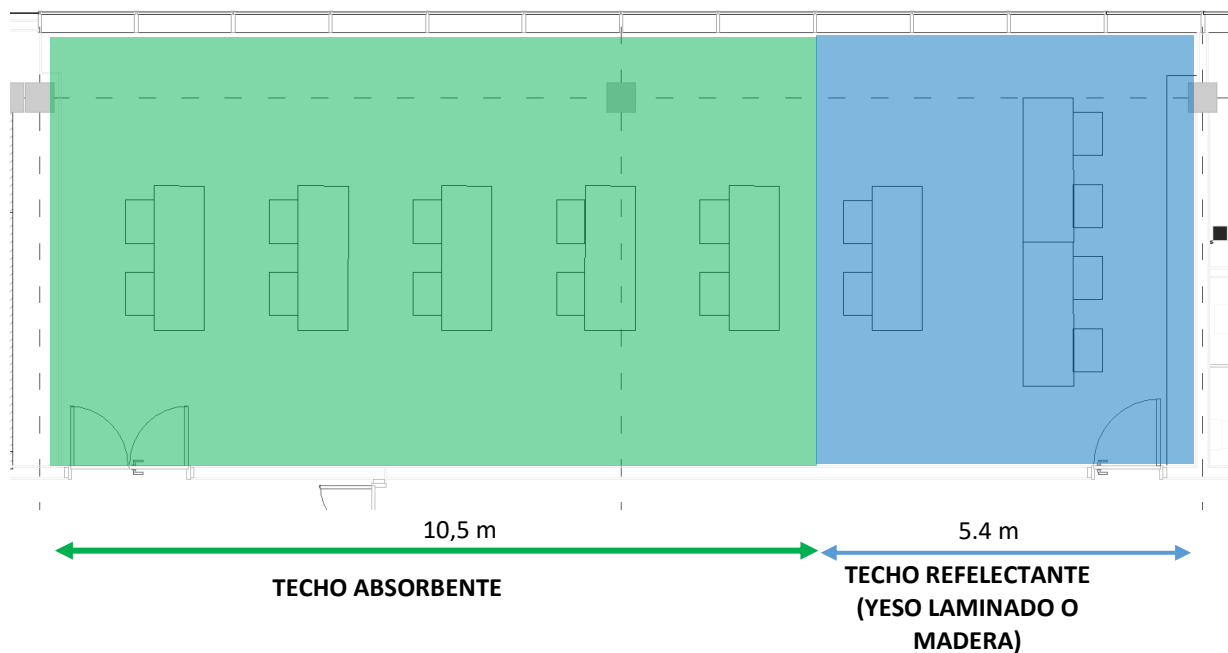 10,5 m
5.4 m
TECHO ABSORBENTE
TECHO REFELECTANTE
(YESO LAMINADO O
MADERA)